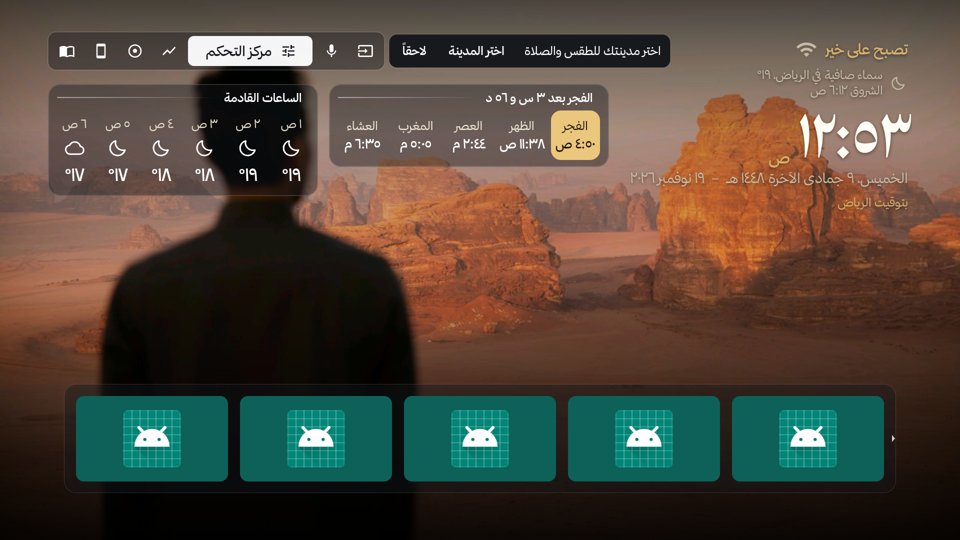 تصبح على خير
سماء صافية في الرياض، ١٩°
الشروق ٦:١٢ ص
١٢:٥٣ ص
الخميس، ٩ جمادى الآخرة ١٤٤٨ هـ – ١٩ نوفمبر ٢٠٢٦
بتوقيت الرياض
اختر مدينتك للطقس والصلاة اختر المدينة لاحقاً
مركز التحكم
الفجر بعد ٣ س و ٥٦ د
الفجر الظهر العصر المغرب العشاء
٤:٥٠ ص ١١:٣٨ ص ٢:٤٤ م ٥:٠٥ م ٦:٣٥ م
الساعات القادمة
١ ص ٢ ص ٣ ص ٤ ص ٥ ص ٦ ص
١٩° ١٩° ١٨° ١٨° ١٧° ١٧°